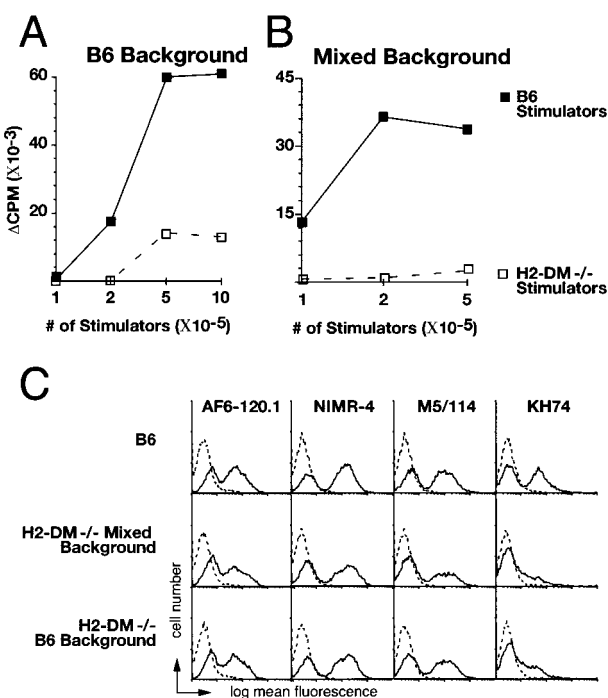 A
B6 Background
60
40
20
ΔCPM (X10-3)
1 2 5 10
# of Stimulators (X10-5)
B
Mixed Background
45
30
15
1 2 5
# of Stimulators (X10-5)
B6
Stimulators
H2-DM -/-
Stimulators
C
AF6-120.1 NIMR-4 M5/114 KH74
B6
H2-DM -/- Mixed
Background
H2-DM -/-
B6 Background
cell number
log mean fluorescence